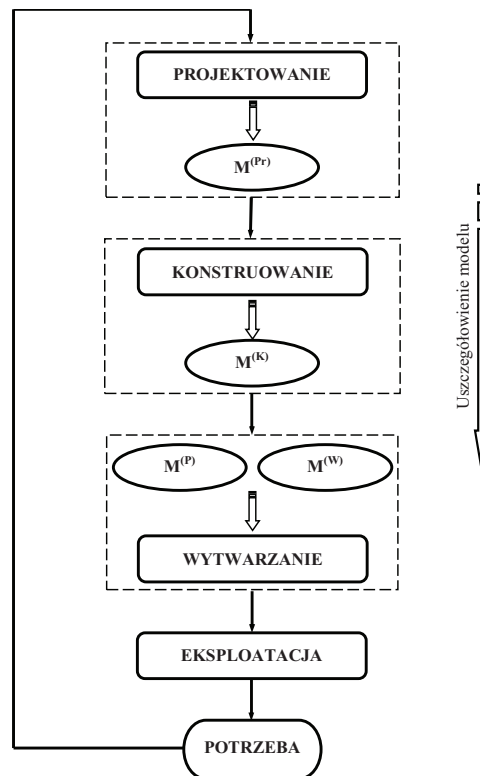 PROJEKTOWANIE
M(Pr)
KONSTRUOWANIE
M(K)
M(P) M(W)
WYTWARZANIE
EKSPLOATACJA
POTRZEBA
Uszczegółowienie modelu